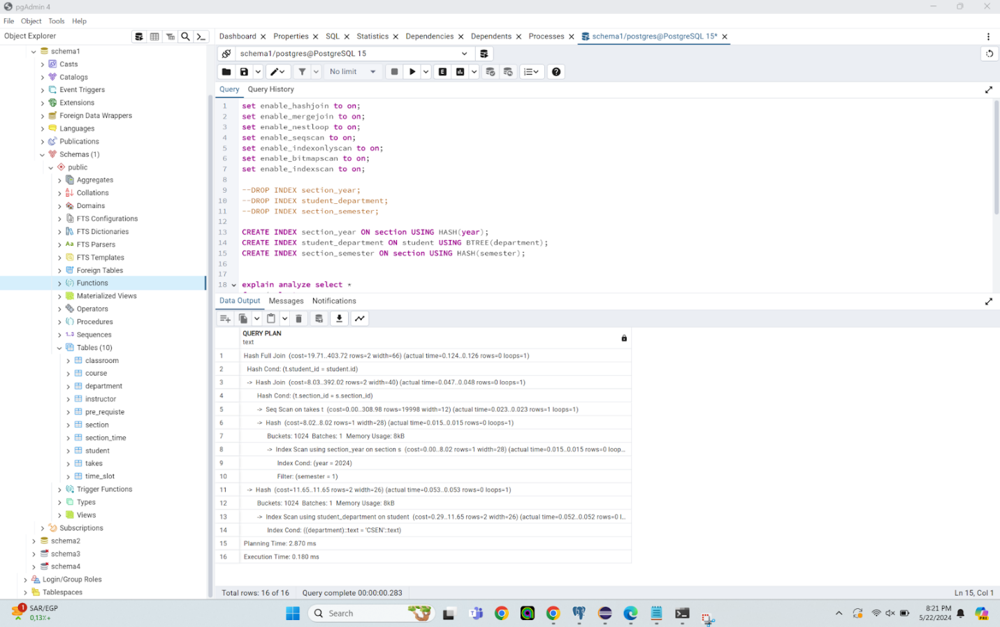 pgAdmin 4
File Object Tools Help
Object Explorer
Dashboard Properties SQL Statistics Dependencies Dependents Processes schema1/postgres@PostgreSQL 15*
schema1
Casts
Catalogs
Event Triggers
Extensions
Foreign Data Wrappers
Languages
Publications
Schemas (1)
public
Aggregates
Collations
Domains
FTS Configurations
FTS Dictionaries
FTS Parsers
FTS Templates
Foreign Tables
Functions
Materialized Views
Operators
Procedures
Sequences
Tables (10)
classroom
course
department
instructor
pre_requiste
section
section_time
student
takes
time_slot
Trigger Functions
Types
Views
Subscriptions
schema2
schema3
schema4
Login/Group Roles
Tablespaces
schema1/postgres@PostgreSQL 15
No limit
Query Query History
1 set enable_hashjoin to on;
2 set enable_mergejoin to on;
3 set enable_nestloop to on;
4 set enable_seqscan to on;
5 set enable_indexonlyscan to on;
6 set enable_bitmapscan to on;
7 set enable_indexscan to on;
8
9 --DROP INDEX section_year;
10 --DROP INDEX student_department;
11 --DROP INDEX section_semester;
12
13 CREATE INDEX section_year ON section USING HASH(year);
14 CREATE INDEX student_department ON student USING BTREE(department);
15 CREATE INDEX section_semester ON section USING HASH(semester);
16
17
18 explain analyze select *
Data Output Messages Notifications
QUERY PLAN
text
1 Hash Full Join (cost=19.71..403.72 rows=2 width=66) (actual time=0.124..0.126 rows=0 loops=1)
2 Hash Cond: (t.student_id = student.id)
3 -> Hash Join (cost=8.03..392.02 rows=2 width=40) (actual time=0.047..0.048 rows=0 loops=1)
4 Hash Cond: (t.section_id = s.section_id)
5 -> Seq Scan on takes t (cost=0.00..308.98 rows=19998 width=12) (actual time=0.023..0.023 rows=1 loops=1)
6 -> Hash (cost=8.02..8.02 rows=1 width=28) (actual time=0.015..0.015 rows=0 loops=1)
7 Buckets: 1024 Batches: 1 Memory Usage: 8kB
8 -> Index Scan using section_year on section s (cost=0.00..8.02 rows=1 width=28) (actual time=0.015..0.015 rows=0 loop...
9 Index Cond: (year = 2024)
10 Filter: (semester = 1)
11 -> Hash (cost=11.65..11.65 rows=2 width=26) (actual time=0.053..0.053 rows=0 loops=1)
12 Buckets: 1024 Batches: 1 Memory Usage: 8kB
13 -> Index Scan using student_department on student (cost=0.29..11.65 rows=2 width=26) (actual time=0.052..0.052 rows=0 l...
14 Index Cond: ((department)::text = 'CSEN'::text)
15 Planning Time: 2.870 ms
16 Execution Time: 0.180 ms
Total rows: 16 of 16 Query complete 00:00:00.283 Ln 15, Col 1
1 SAR/EGP
0,13%+
Search
8:21 PM
5/22/2024